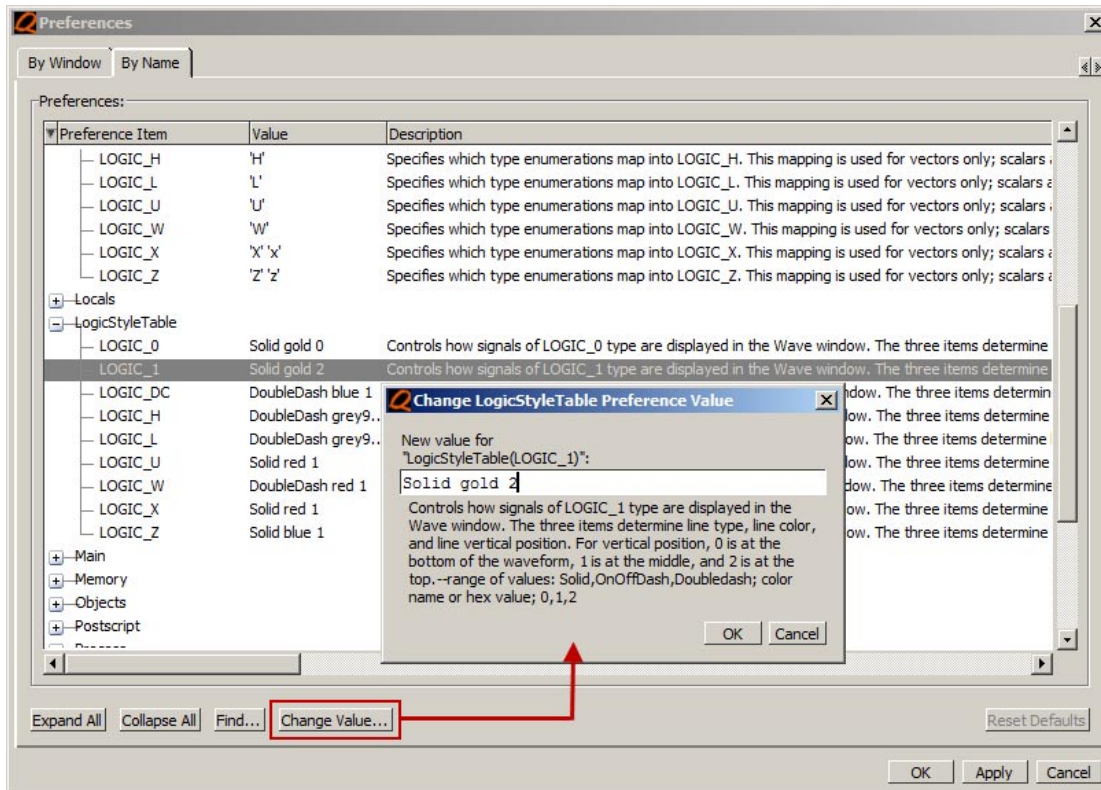 Preferences
By Window By Name
Preferences:
Preference Item Value Description
LOGIC_H 'H' Specifies which type enumerations map into LOGIC_H. This mapping is used for vectors only; scalars
LOGIC_L 'L' Specifies which type enumerations map into LOGIC_L. This mapping is used for vectors only; scalars
LOGIC_U 'U' Specifies which type enumerations map into LOGIC_U. This mapping is used for vectors only; scalars
LOGIC_W 'W' Specifies which type enumerations map into LOGIC_W. This mapping is used for vectors only; scalars
LOGIC_X 'X' 'x' Specifies which type enumerations map into LOGIC_X. This mapping is used for vectors only; scalars
LOGIC_Z 'Z' 'z' Specifies which type enumerations map into LOGIC_Z. This mapping is used for vectors only; scalars
Locals
LogicStyleTable
LOGIC_0 Solid gold 0 Controls how signals of LOGIC_0 type are displayed in the Wave window. The three items determine
LOGIC_1 Solid gold 2 Controls how signals of LOGIC_1 type are displayed in the Wave window. The three items determine
LOGIC_DC DoubleDash blue 1 The three items determin
LOGIC_H DoubleDash grey9... The three items determine
LOGIC_L DoubleDash grey9... The three items determine
LOGIC_U Solid red 1 The three items determine
LOGIC_W DoubleDash red 1 The three items determine
LOGIC_X Solid red 1 The three items determine
LOGIC_Z Solid blue 1 The three items determine
Main
Memory
Objects
Postscript
Change LogicStyleTable Preference Value
New value for
"LogicStyleTable(LOGIC_1)":
Solid gold 2
Controls how signals of LOGIC_1 type are displayed in the
Wave window. The three items determine line type, line color,
and line vertical position. For vertical position, 0 is at the
bottom of the waveform, 1 is at the middle, and 2 is at the
top.--range of values: Solid,OnOffDash,Doubledash; color
name or hex value; 0,1,2
OK Cancel
Expand All Collapse All Find... Change Value... Reset Defaults
OK Apply Cancel